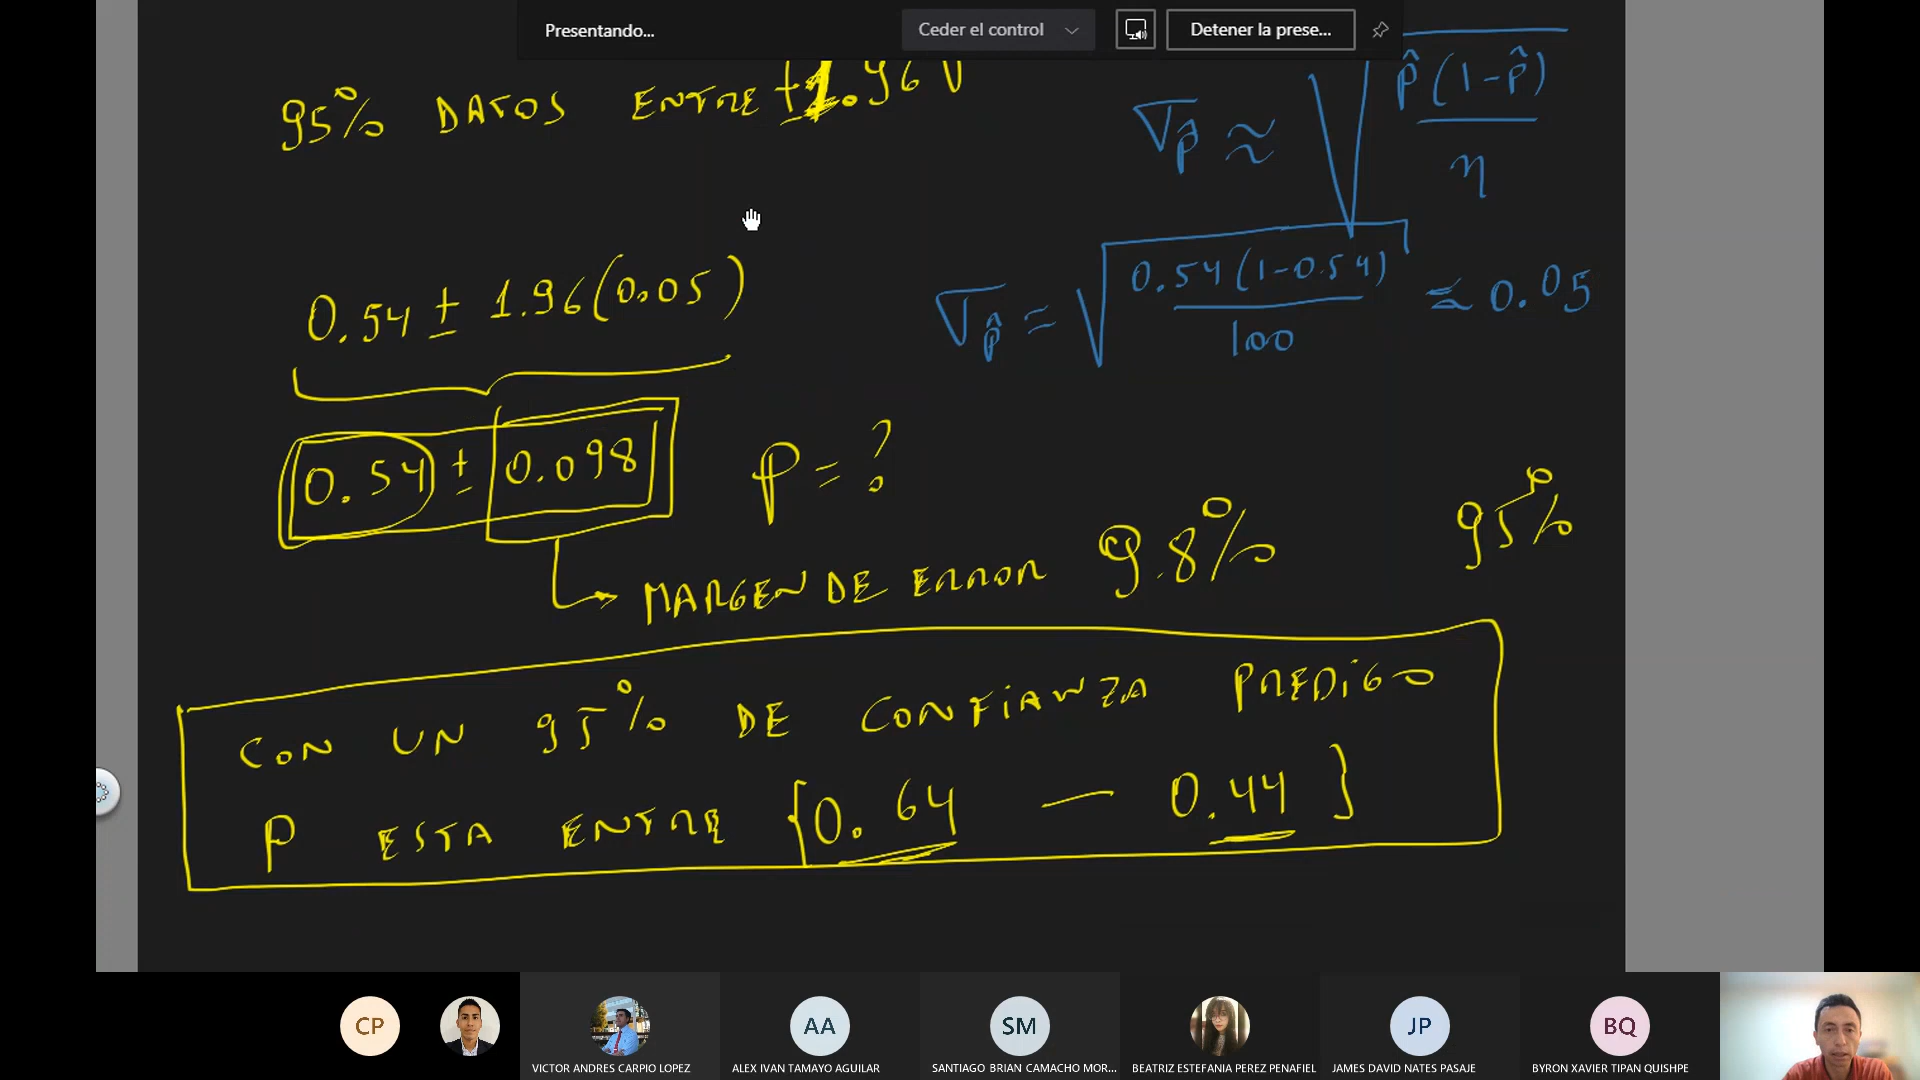 Presentando...
Ceder el control
Detener la prese...
95% DATOS ENTRE ±1.96 σ
σp̂ ≈ √ p̂(1-p̂) / n
0.54 ± 1.96(0.05)
σp̂ = √ 0.54(1-0.54) / 100 ≈ 0.05
0.54 ± 0.098
P = ?
MARGEN DE ERROR 9.8%
95%
CON UN 95% DE CONFIANZA PREDIGO
P ESTA ENTRE {0.64 — 0.44}
CP
AA
SM
JP
BQ
VICTOR ANDRES CARPIO LOPEZ
ALEX IVAN TAMAYO AGUILAR
SANTIAGO BRIAN CAMACHO MOR...
BEATRIZ ESTEFANIA PEREZ PENAFIEL
JAMES DAVID NATES PASAJE
BYRON XAVIER TIPAN QUISHPE